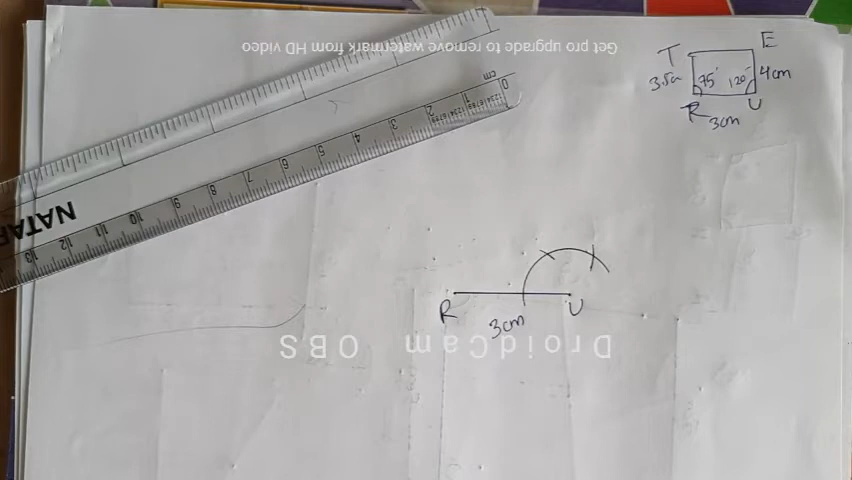 Get pro upgrade to remove watermark from HD video
T E
3.5 75° 120° 4cm
R 3cm U
cm
0 1 2 3 4 5 6 7 8 9 10 11 12 13
NATAR
R 3cm U
DroidCam OBS